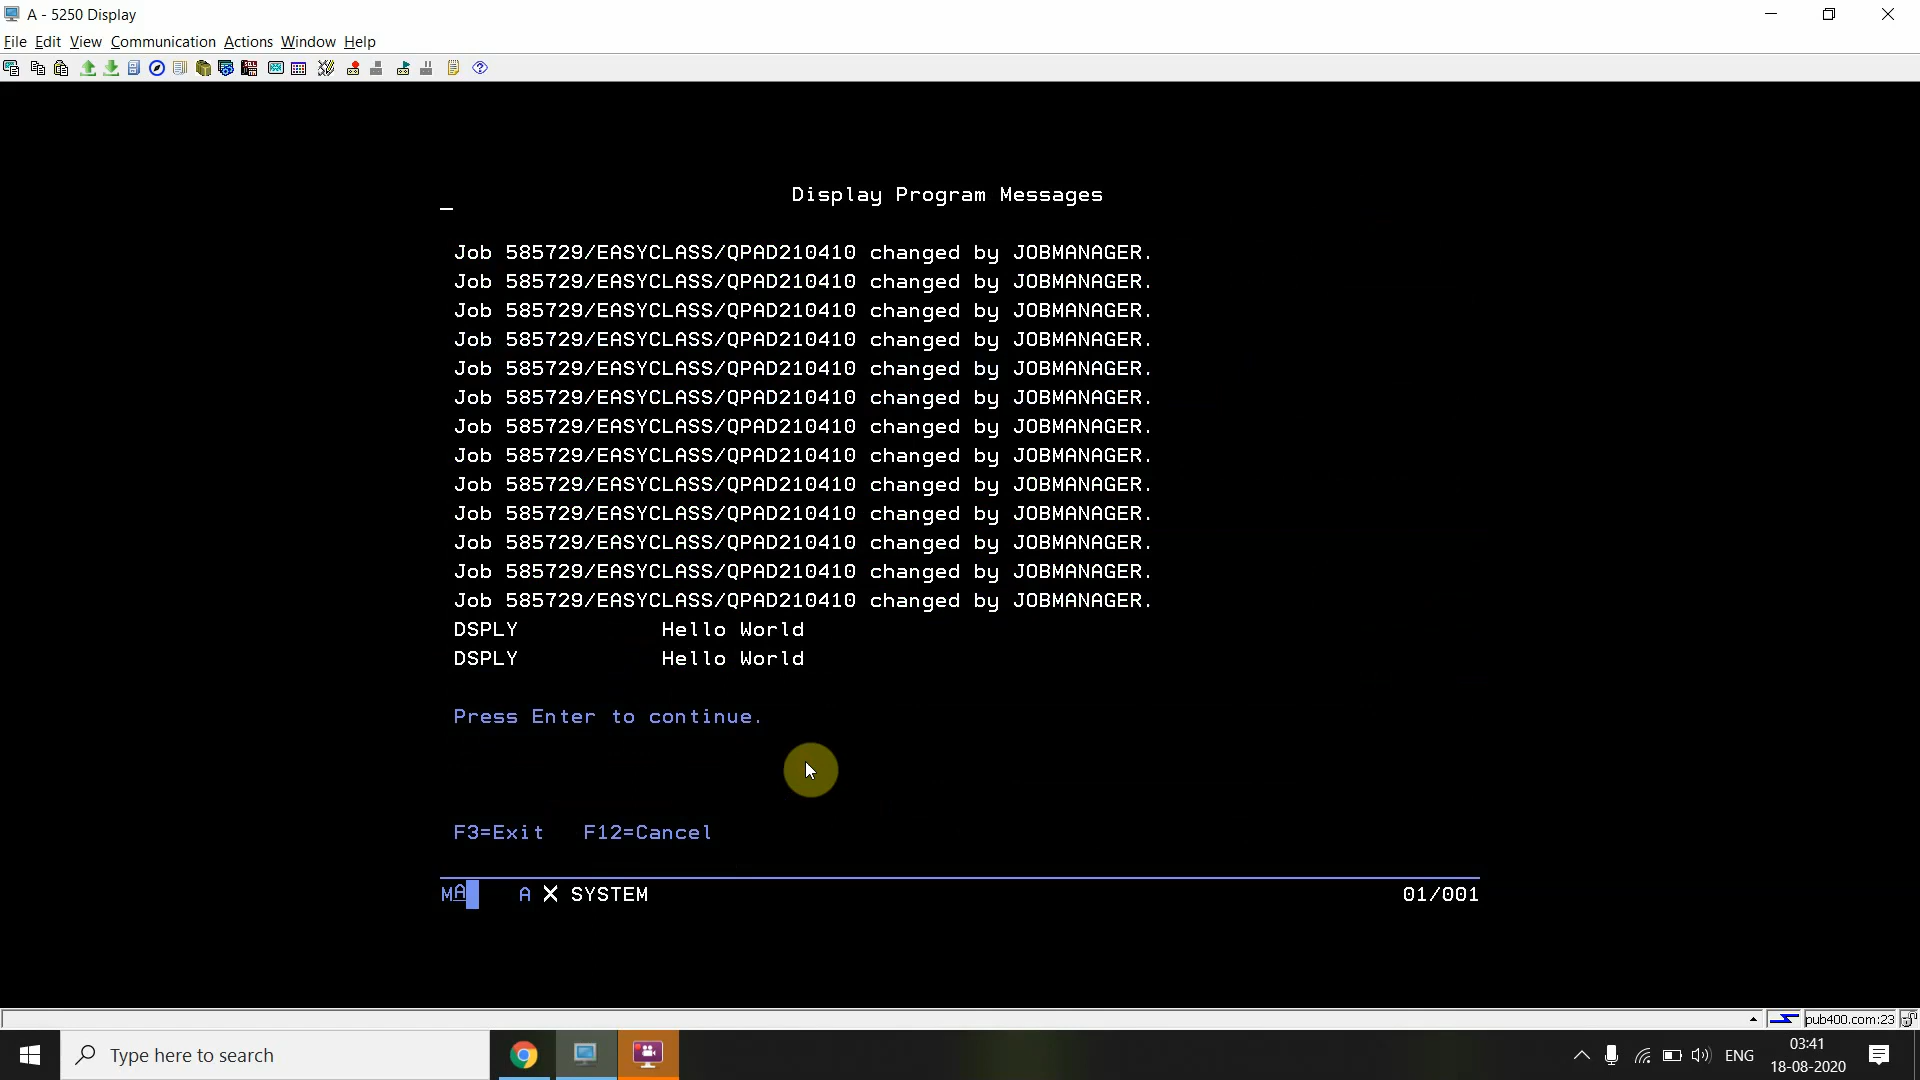 A - 5250 Display
File Edit View Communication Actions Window Help
Display Program Messages
Job 585729/EASYCLASS/QPAD210410 changed by JOBMANAGER.
Job 585729/EASYCLASS/QPAD210410 changed by JOBMANAGER.
Job 585729/EASYCLASS/QPAD210410 changed by JOBMANAGER.
Job 585729/EASYCLASS/QPAD210410 changed by JOBMANAGER.
Job 585729/EASYCLASS/QPAD210410 changed by JOBMANAGER.
Job 585729/EASYCLASS/QPAD210410 changed by JOBMANAGER.
Job 585729/EASYCLASS/QPAD210410 changed by JOBMANAGER.
Job 585729/EASYCLASS/QPAD210410 changed by JOBMANAGER.
Job 585729/EASYCLASS/QPAD210410 changed by JOBMANAGER.
Job 585729/EASYCLASS/QPAD210410 changed by JOBMANAGER.
Job 585729/EASYCLASS/QPAD210410 changed by JOBMANAGER.
Job 585729/EASYCLASS/QPAD210410 changed by JOBMANAGER.
Job 585729/EASYCLASS/QPAD210410 changed by JOBMANAGER.
DSPLY Hello World
DSPLY Hello World
Press Enter to continue.
F3=Exit F12=Cancel
MA A X SYSTEM 01/001
pub400.com:23
Type here to search
ENG
03:41
18-08-2020